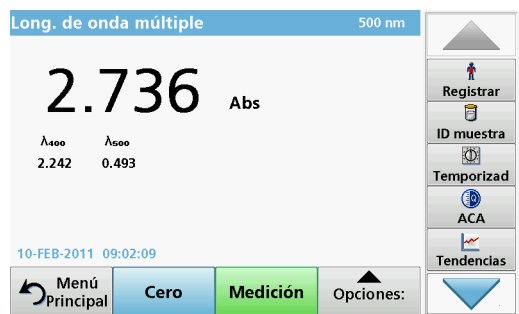 Long. de onda múltiple 500 nm
2.736 Abs
λ₄₀₀ λ₅₀₀
2.242 0.493
10-FEB-2011 09:02:09
Menú
Principal
Cero
Medición
Opciones:
Registrar
ID muestra
Temporizad
ACA
Tendencias